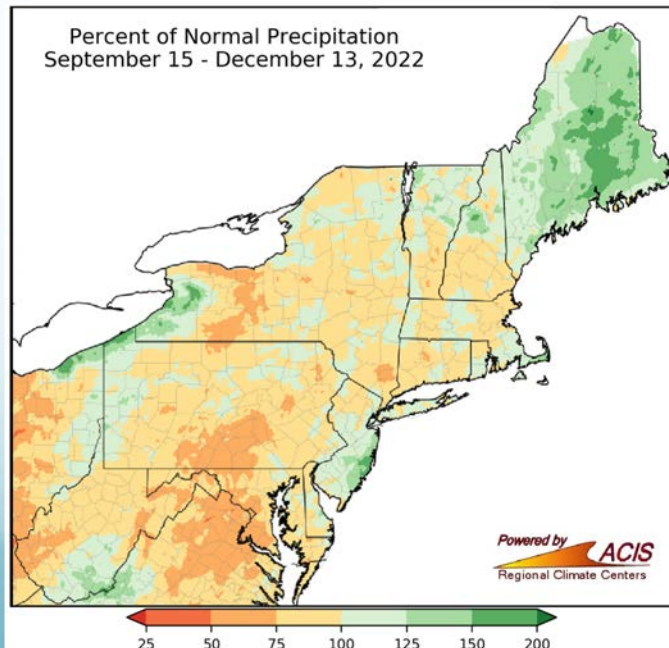 Percent of Normal Precipitation
September 15 - December 13, 2022
Powered by
ACIS
Regional Climate Centers
25 50 75 100 125 150 200